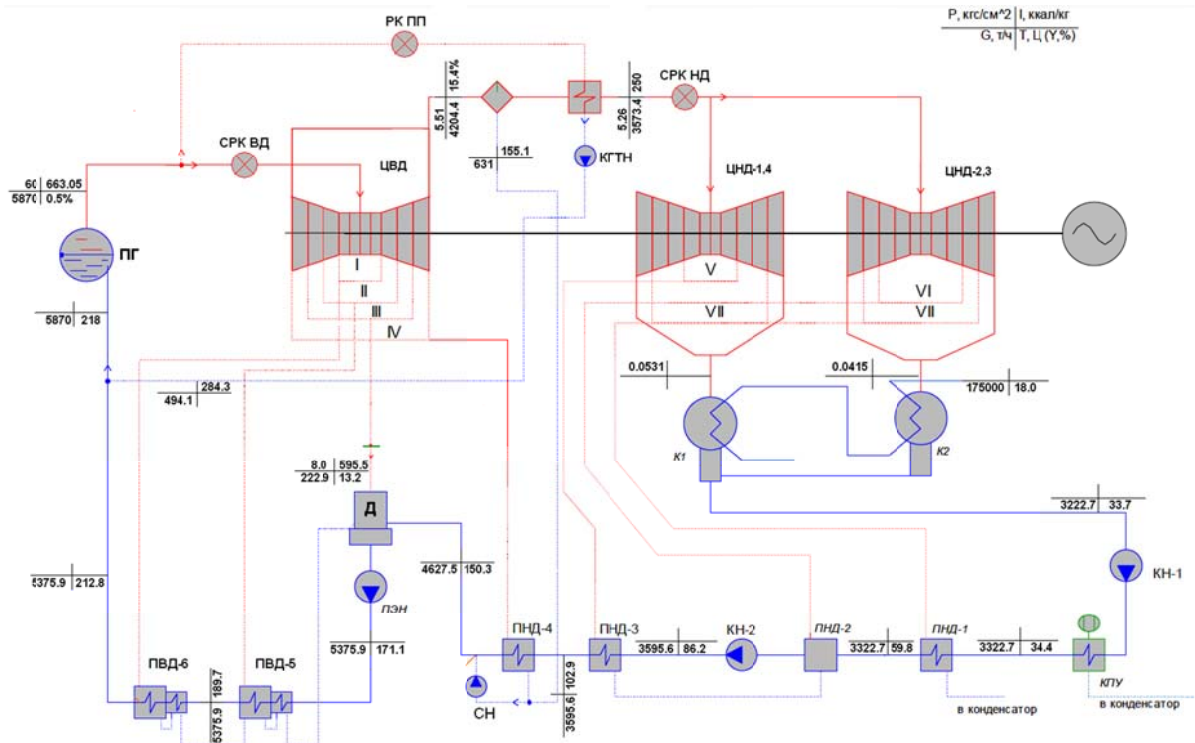 P, кгс/см^2 I, ккал/кг
G, т/ч Т, Ц (Y,%)
РК ПП
СРК ВД
ЦВД
5.51 15.4%
4204.4
5.26 250
3573.4
СРК НД
631 155.1
КГТН
ЦНД-1,4
ЦНД-2,3
60 663.05
5870 0.5%
ПГ
5870 218
I
II
III
IV
V
VII
VI
VII
284.3
494.1
0.0531
0.0415
175000 18.0
К1
К2
8.0 595.5
222.9 13.2
Д
3222.7 33.7
5375.9 212.8
4627.5 150.3
ПЭН
КН-1
5375.9 171.1
ПНД-4
ПНД-3
3595.6 86.2
КН-2
ПНД-2
3322.7 59.8
ПНД-1
3322.7 34.4
КПУ
ПВД-6
189.7
5375.9
ПВД-5
СН
102.9
3595.6
в конденсатор
в конденсатор